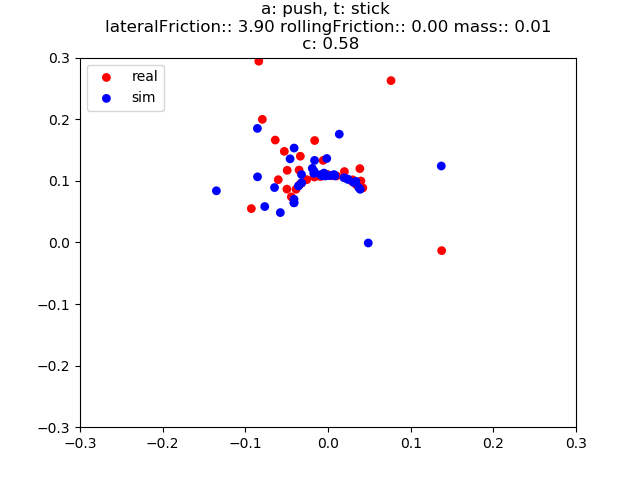 a: push, t: stick
lateralFriction:: 3.90 rollingFriction:: 0.00 mass:: 0.01
c: 0.58
real
sim
0.3
0.2
0.1
0.0
−0.1
−0.2
−0.3
−0.3
−0.2
−0.1
0.0
0.1
0.2
0.3